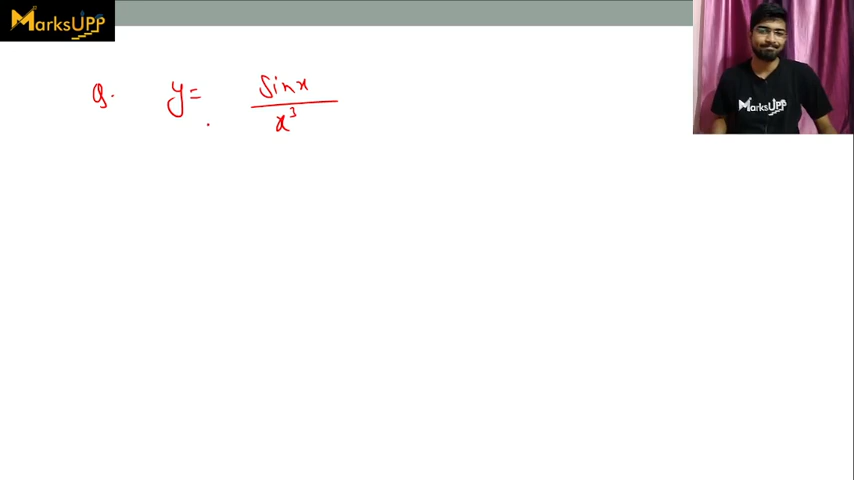 MarksUPP
Q. y = sinx
x³
MarksUPP